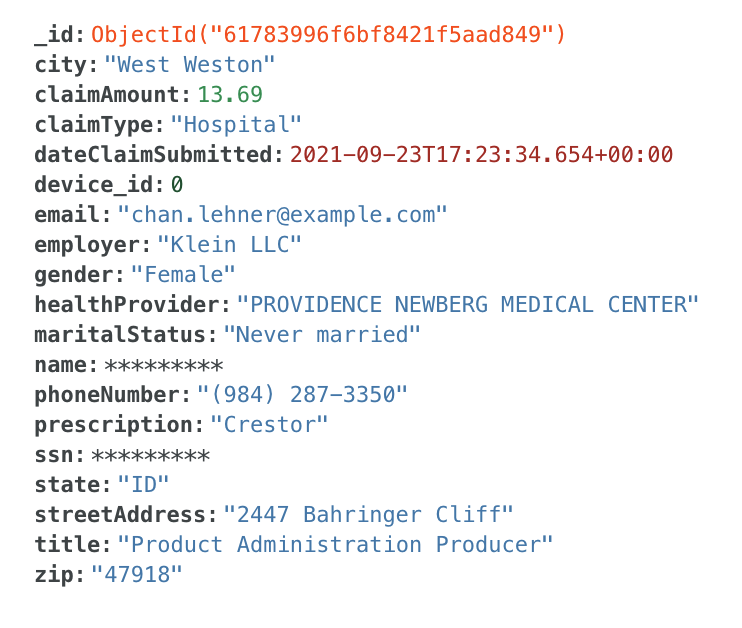 _id: ObjectId("61783996f6bf8421f5aad849")
city: "West Weston"
claimAmount: 13.69
claimType: "Hospital"
dateClaimSubmitted: 2021-09-23T17:23:34.654+00:00
device_id: 0
email: "chan.lehner@example.com"
employer: "Klein LLC"
gender: "Female"
healthProvider: "PROVIDENCE NEWBERG MEDICAL CENTER"
maritalStatus: "Never married"
name: *********
phoneNumber: "(984) 287-3350"
prescription: "Crestor"
ssn: *********
state: "ID"
streetAddress: "2447 Bahringer Cliff"
title: "Product Administration Producer"
zip: "47918"